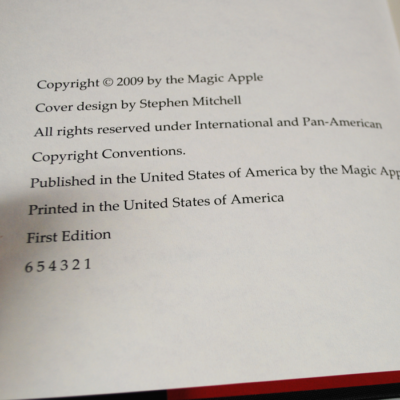 Copyright © 2009 by the Magic Apple
Cover design by Stephen Mitchell
All rights reserved under International and Pan-American
Copyright Conventions.
Published in the United States of America by the Magic
Printed in the United States of America
First Edition
6 5 4 3 2 1